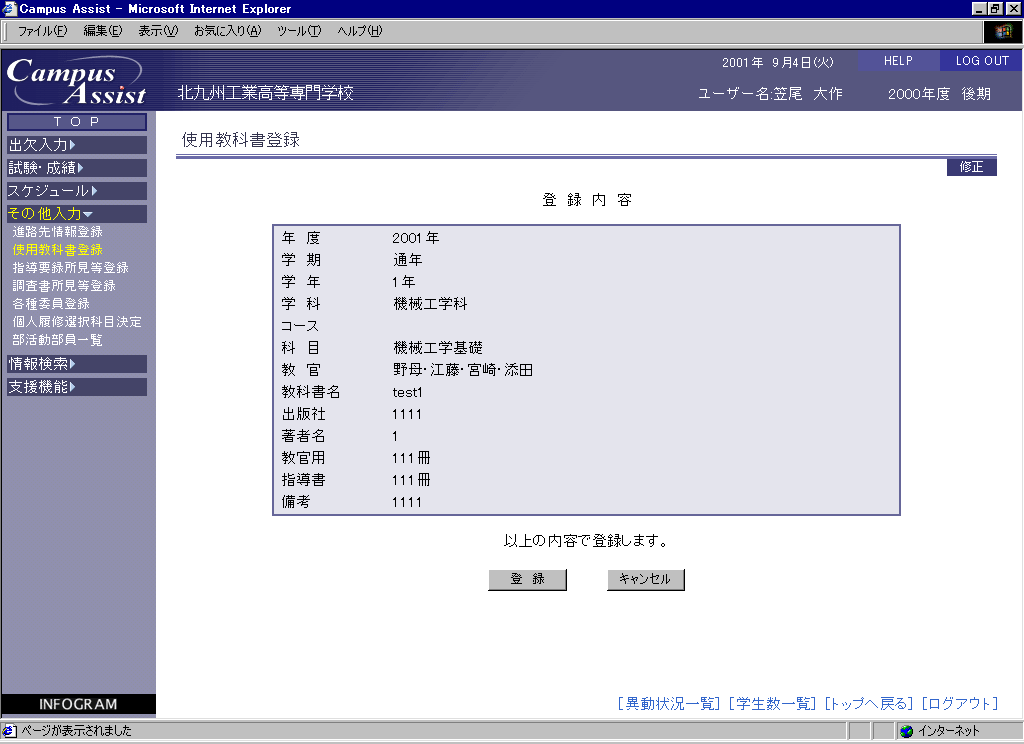 Campus Assist - Microsoft Internet Explorer
ファイル(F) 編集(E) 表示(V) お気に入り(A) ツール(T) ヘルプ(H)
Campus Assist
2001年 9月4日(火) HELP LOG OUT
北九州工業高等専門学校 ユーザー名:笠尾 大作 2000年度 後期
TOP
出欠入力
試験・成績
スケジュール
その他入力
進路先情報登録
使用教科書登録
指導要録所見等登録
調査書所見等登録
各種委員登録
個人履修選択科目決定
部活動部員一覧
情報検索
支援機能
INFOGRAM
使用教科書登録
修正
登録内容
年 度 2001年
学 期 通年
学 年 1年
学 科 機械工学科
コース
科 目 機械工学基礎
教 官 野母・江藤・宮崎・添田
教科書名 test1
出版社 1111
著者名 1
教官用 111冊
指導書 111冊
備考 1111
以上の内容で登録します。
登 録 キャンセル
[異動状況一覧] [学生数一覧] [トップへ戻る] [ログアウト]
ページが表示されました インターネット